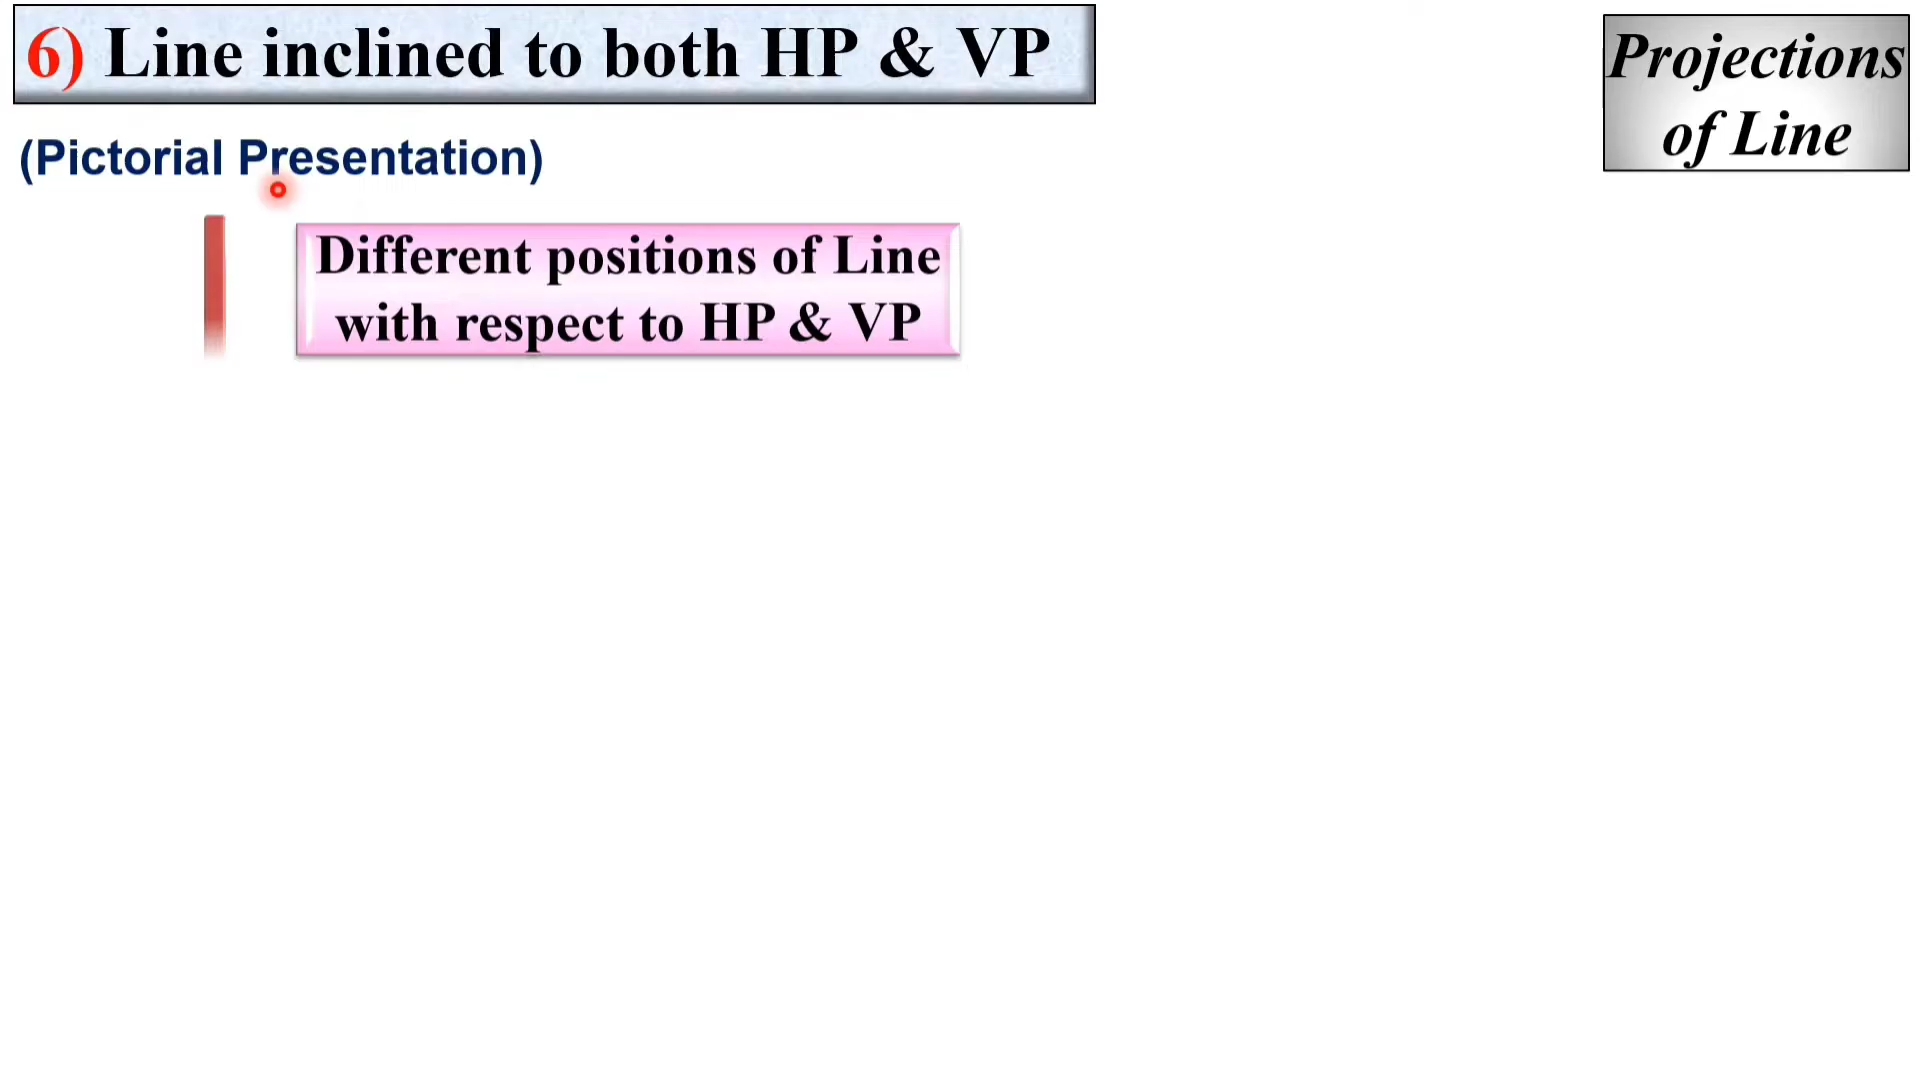 6) Line inclined to both HP & VP
Projections
of Line
(Pictorial Presentation)
Different positions of Line
with respect to HP & VP